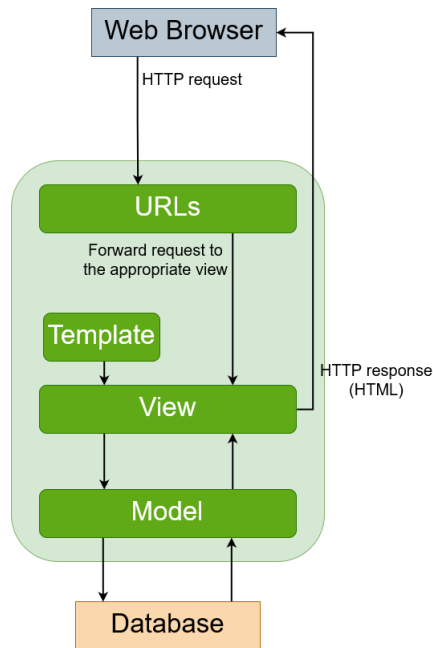 Web Browser
HTTP request
URLs
Forward request to
the appropriate view
Template
HTTP response
(HTML)
View
Model
Database